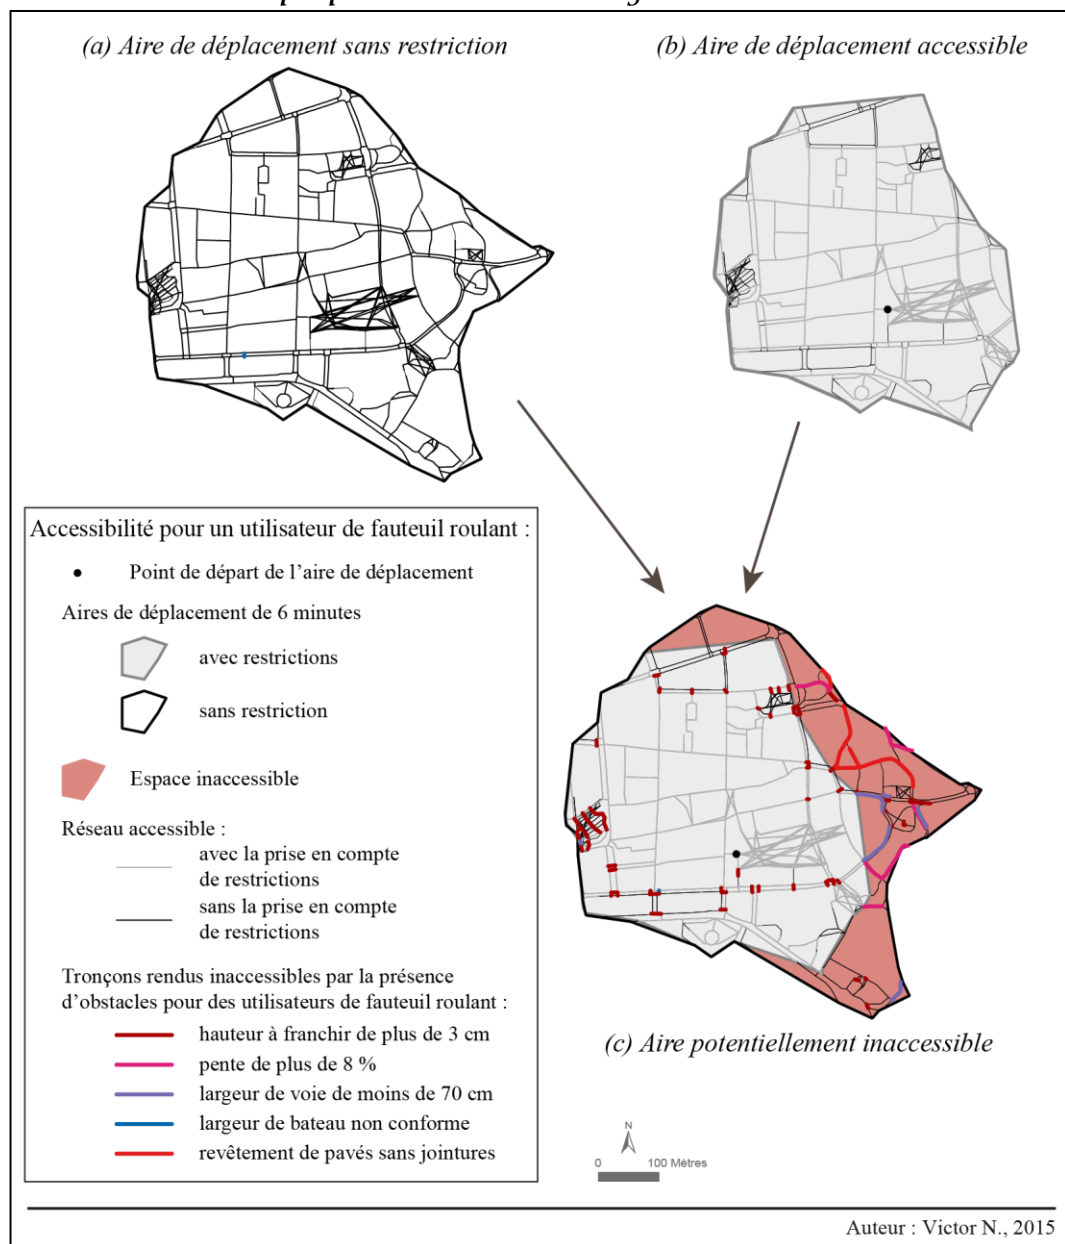 (a) Aire de déplacement sans restriction
(b) Aire de déplacement accessible
Accessibilité pour un utilisateur de fauteuil roulant :
Point de départ de l'aire de déplacement
Aires de déplacement de 6 minutes
avec restrictions
sans restriction
Espace inaccessible
Réseau accessible :
avec la prise en compte
de restrictions
sans la prise en compte
de restrictions
Tronçons rendus inaccessibles par la présence
d'obstacles pour des utilisateurs de fauteuil roulant :
hauteur à franchir de plus de 3 cm
pente de plus de 8 %
largeur de voie de moins de 70 cm
largeur de bateau non conforme
revêtement de pavés sans jointures
(c) Aire potentiellement inaccessible
N
0 100 Mètres
Auteur : Victor N., 2015